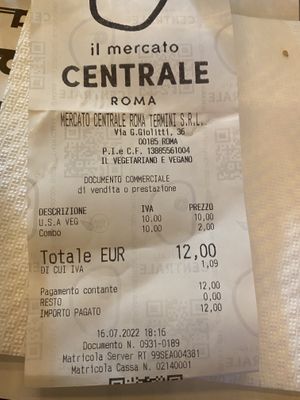 il mercato
CENTRALE
ROMA
MERCATO CENTRALE ROMA TERMINI S.R.L.
Via G.Giolitti, 36
00185 ROMA
P.I.e C.F. 13885561004
IL VEGETARIANO E VEGANO
DOCUMENTO COMMERCIALE
di vendita o prestazione
DESCRIZIONE IVA PREZZO
U.S.A VEG 10.00 10,00
Combo 10.00 2,00
Totale EUR 12,00
DI CUI IVA 1,09
Pagamento contante 12,00
RESTO 0,00
IMPORTO PAGATO 12,00
16.07.2022 18:16
Documento N. 0931-0189
Matricola Server RT 99SEA004381
Matricola Cassa N. 02140001